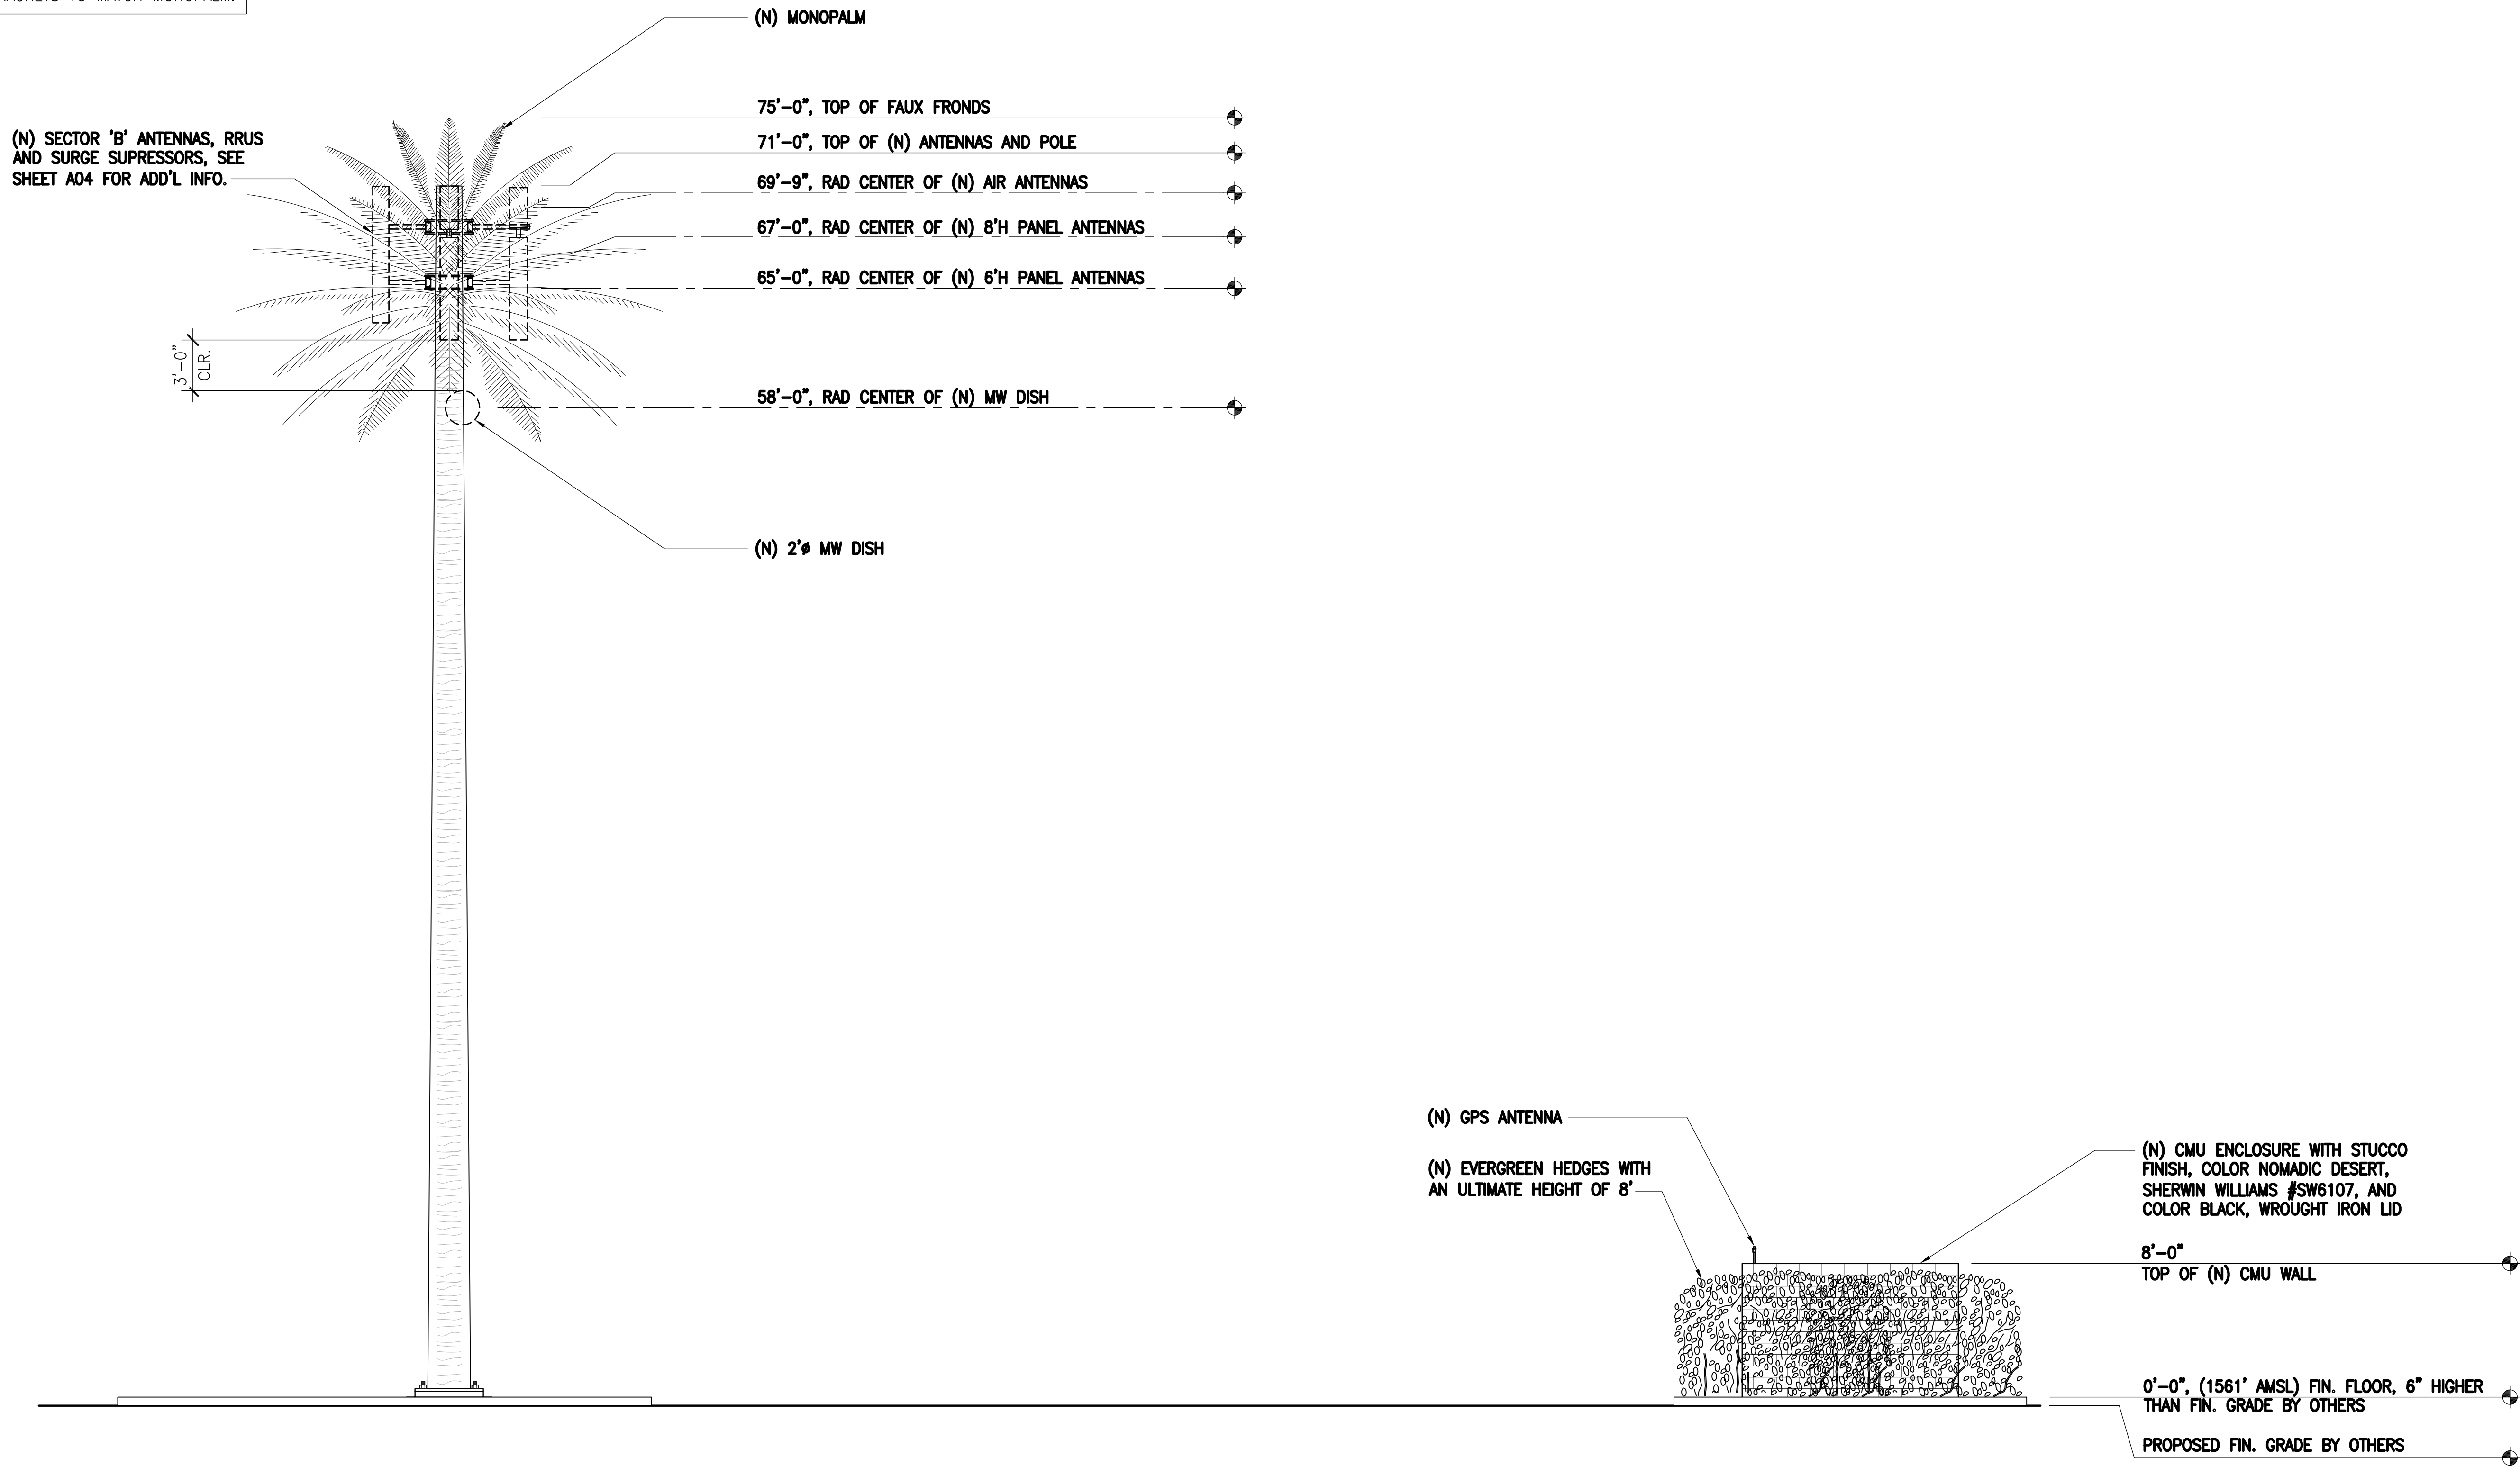 (N) MONOPALM
75'-0", TOP OF FAUX FRONDS
71'-0", TOP OF (N) ANTENNAS AND POLE
69'-9", RAD CENTER OF (N) AIR ANTENNAS
67'-0", RAD CENTER OF (N) 8'H PANEL ANTENNAS
65'-0", RAD CENTER OF (N) 6'H PANEL ANTENNAS
58'-0", RAD CENTER OF (N) MW DISH
(N) 2'ø MW DISH
(N) SECTOR 'B' ANTENNAS, RRUS
AND SURGE SUPRESSORS, SEE
SHEET A04 FOR ADD'L INFO.
3'-0"
CLR.
(N) GPS ANTENNA
(N) EVERGREEN HEDGES WITH
AN ULTIMATE HEIGHT OF 8'
(N) CMU ENCLOSURE WITH STUCCO
FINISH, COLOR NOMADIC DESERT,
SHERWIN WILLIAMS #SW6107, AND
COLOR BLACK, WROUGHT IRON LID
8'-0"
TOP OF (N) CMU WALL
0'-0", (1561' AMSL) FIN. FLOOR, 6" HIGHER
THAN FIN. GRADE BY OTHERS
PROPOSED FIN. GRADE BY OTHERS